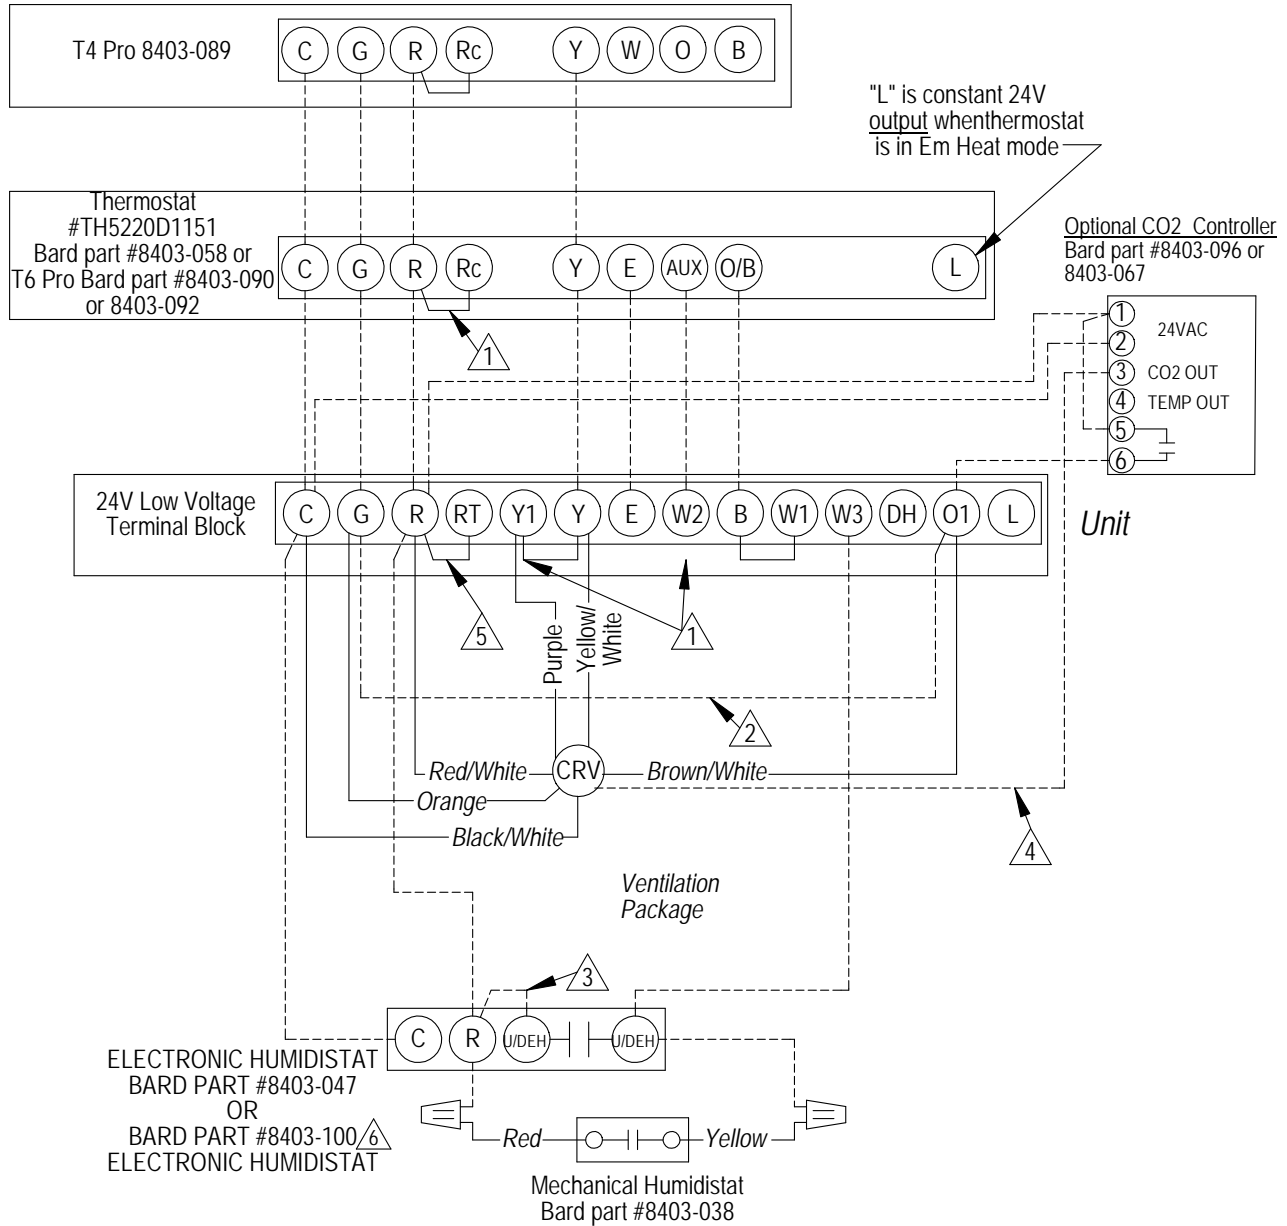 T4 Pro 8403-089
C G R Rc Y W O B
"L" is constant 24V
output whenthermostat
is in Em Heat mode
Thermostat
#TH5220D1151
Bard part #8403-058 or
T6 Pro Bard part #8403-090
or 8403-092
C G R Rc Y E AUX O/B L
1
Optional CO2 Controller
Bard part #8403-096 or
8403-067
1
24VAC
2
3 CO2 OUT
4 TEMP OUT
5
6
24V Low Voltage
Terminal Block
C G R RT Y1 Y E W2 B W1 W3 DH O1 L
Unit
5
Purple
Yellow/
White
1
2
Red/White
CRV
Brown/White
Orange
Black/White
4
Ventilation
Package
3
C R U/DEH U/DEH
ELECTRONIC HUMIDISTAT
BARD PART #8403-047
OR
BARD PART #8403-100 6
ELECTRONIC HUMIDISTAT
Red
Yellow
Mechanical Humidistat
Bard part #8403-038